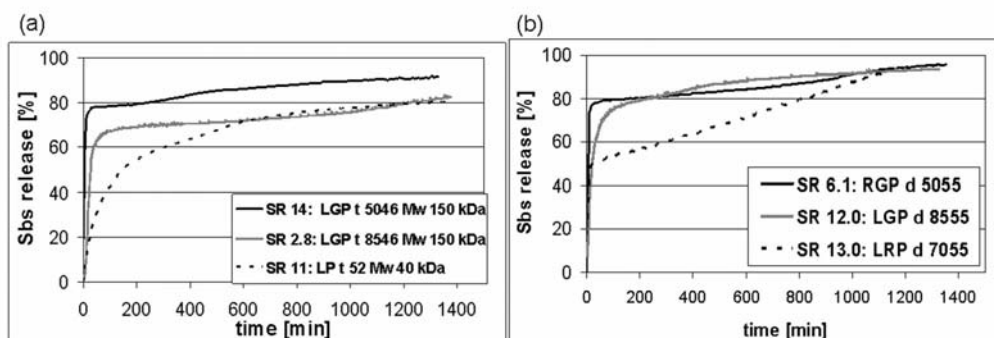 (a)
Sbs release [%]
100
80
60
40
20
0
SR 14: LGP t 5046 Mw 150 kDa
SR 2.8: LGP t 8546 Mw 150 kDa
SR 11: LP t 52 Mw 40 kDa
0 200 400 600 800 1000 1200 1400
time [min]
(b)
Sbs release [%]
100
80
60
40
20
0
SR 6.1: RGP d 5055
SR 12.0: LGP d 8555
SR 13.0: LRP d 7055
0 200 400 600 800 1000 1200 1400
time [min]